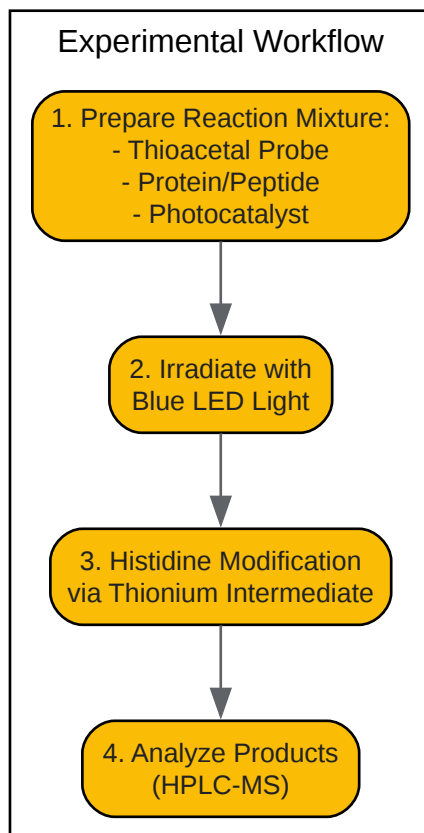 Experimental Workflow
1. Prepare Reaction Mixture:
- Thioacetal Probe
- Protein/Peptide
- Photocatalyst
2. Irradiate with
Blue LED Light
3. Histidine Modification
via Thionium Intermediate
4. Analyze Products
(HPLC-MS)